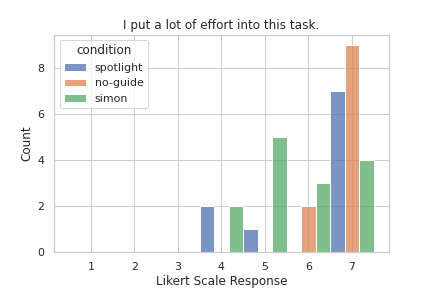 I put a lot of effort into this task.
condition
spotlight
no-guide
simon
8
6
4
2
0
Count
1 2 3 4 5 6 7
Likert Scale Response